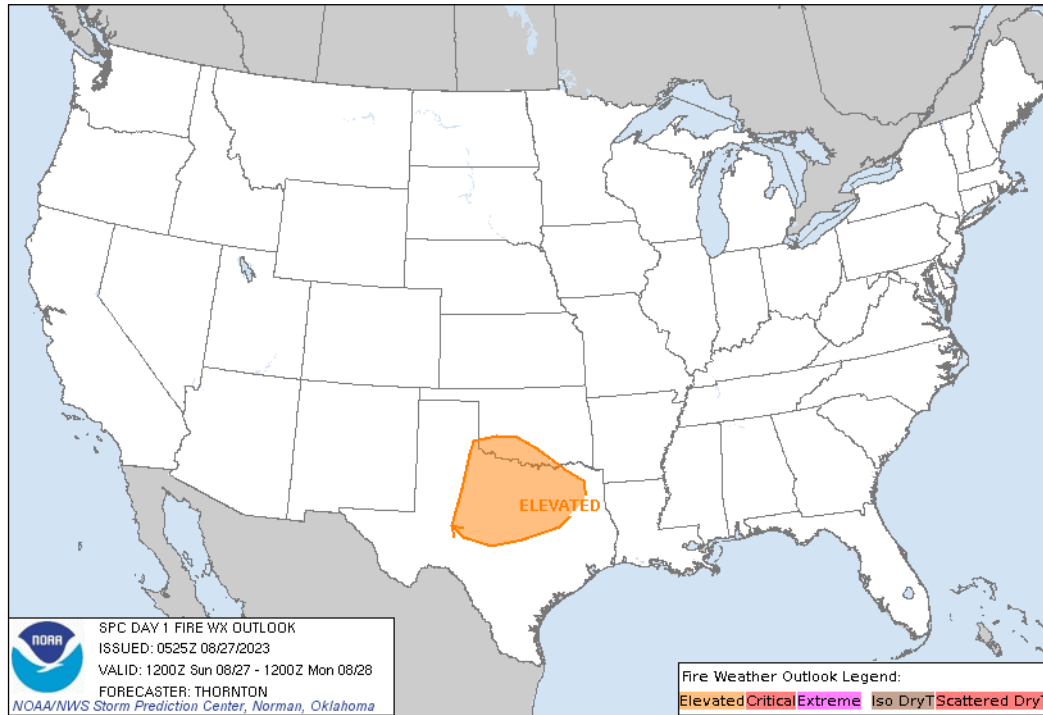 ELEVATED
SPC DAY 1 FIRE WX OUTLOOK
ISSUED: 0525Z 08/27/2023
VALID: 1200Z Sun 08/27 - 1200Z Mon 08/28
FORECASTER: THORNTON
NOAA/NWS Storm Prediction Center, Norman, Oklahoma
NOAA
Fire Weather Outlook Legend:
Elevated Critical Extreme Iso DryT Scattered DryT